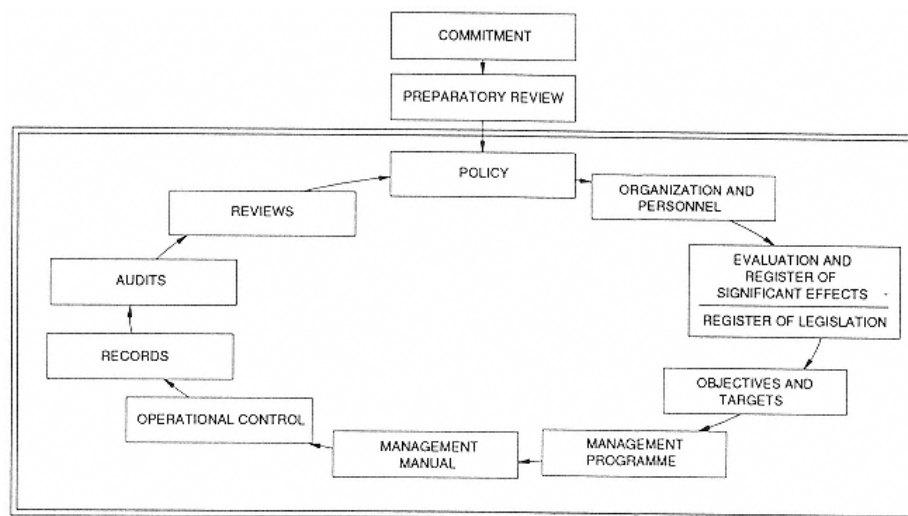 COMMITMENT
PREPARATORY REVIEW
POLICY
ORGANIZATION AND
PERSONNEL
EVALUATION AND
REGISTER OF
SIGNIFICANT EFFECTS
REGISTER OF LEGISLATION
OBJECTIVES AND
TARGETS
MANAGEMENT
PROGRAMME
MANAGEMENT
MANUAL
OPERATIONAL CONTROL
RECORDS
AUDITS
REVIEWS